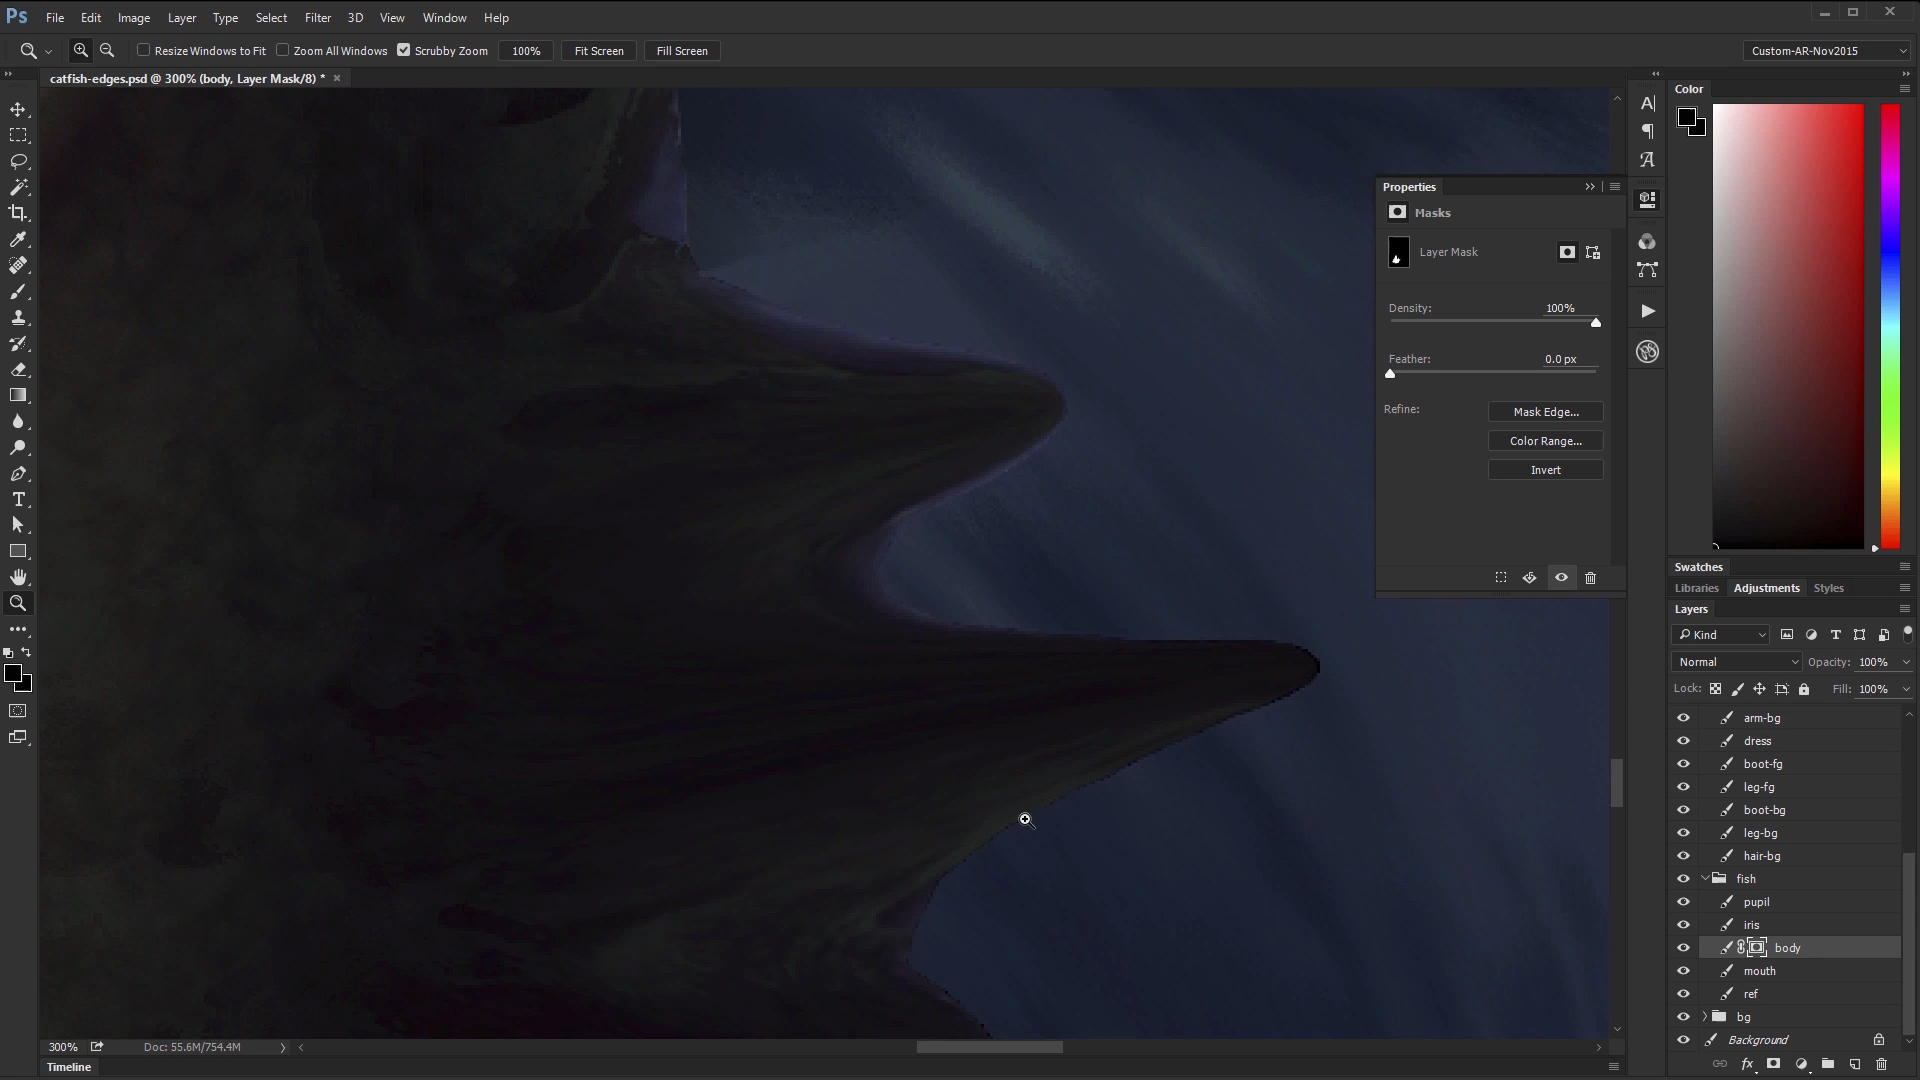 Ps File Edit Image Layer Type Select Filter 3D View Window Help
Resize Windows to Fit Zoom All Windows Scrubby Zoom 100% Fit Screen Fill Screen Custom-AR-Nov2015
catfish-edges.psd @ 300% (body, Layer Mask/8) *
Color
Properties
Masks
Layer Mask
Density: 100%
Feather: 0.0 px
Refine: Mask Edge...
Color Range...
Invert
Swatches
Libraries Adjustments Styles
Layers
Kind
Normal Opacity: 100%
Lock: Fill: 100%
arm-bg
dress
boot-fg
leg-fg
boot-bg
leg-bg
hair-bg
fish
pupil
iris
body
mouth
ref
bg
Background
300% Doc: 55.6M/754.4M
Timeline